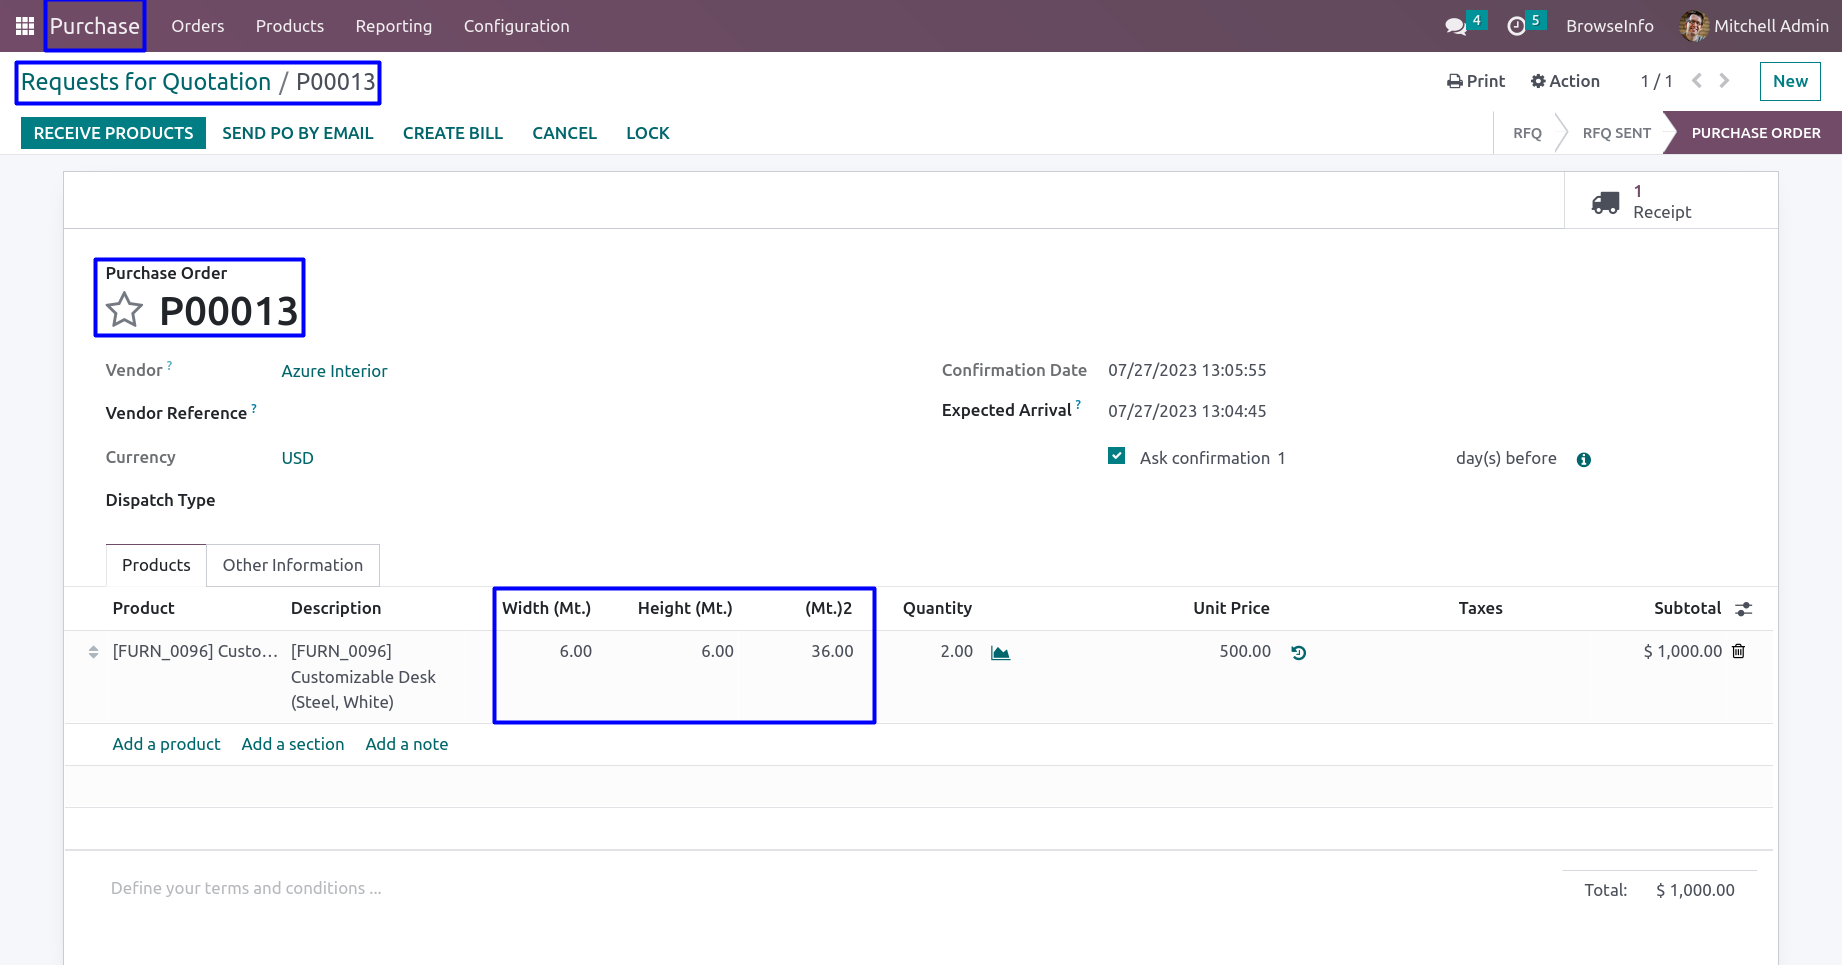 Purchase Orders Products Reporting Configuration 4 5 BrowseInfo Mitchell Admin
Requests for Quotation / P00013 Print Action 1 / 1 New
RECEIVE PRODUCTS SEND PO BY EMAIL CREATE BILL CANCEL LOCK RFQ RFQ SENT PURCHASE ORDER
1
Receipt
Purchase Order
P00013
Vendor ? Azure Interior Confirmation Date 07/27/2023 13:05:55
Vendor Reference ? Expected Arrival ? 07/27/2023 13:04:45
Currency USD Ask confirmation 1 day(s) before
Dispatch Type
Products Other Information
Product Description Width (Mt.) Height (Mt.) (Mt.)2 Quantity Unit Price Taxes Subtotal
[FURN_0096] Custo... [FURN_0096] 6.00 6.00 36.00 2.00 500.00 $ 1,000.00
Customizable Desk
(Steel, White)
Add a product Add a section Add a note
Define your terms and conditions ... Total: $ 1,000.00